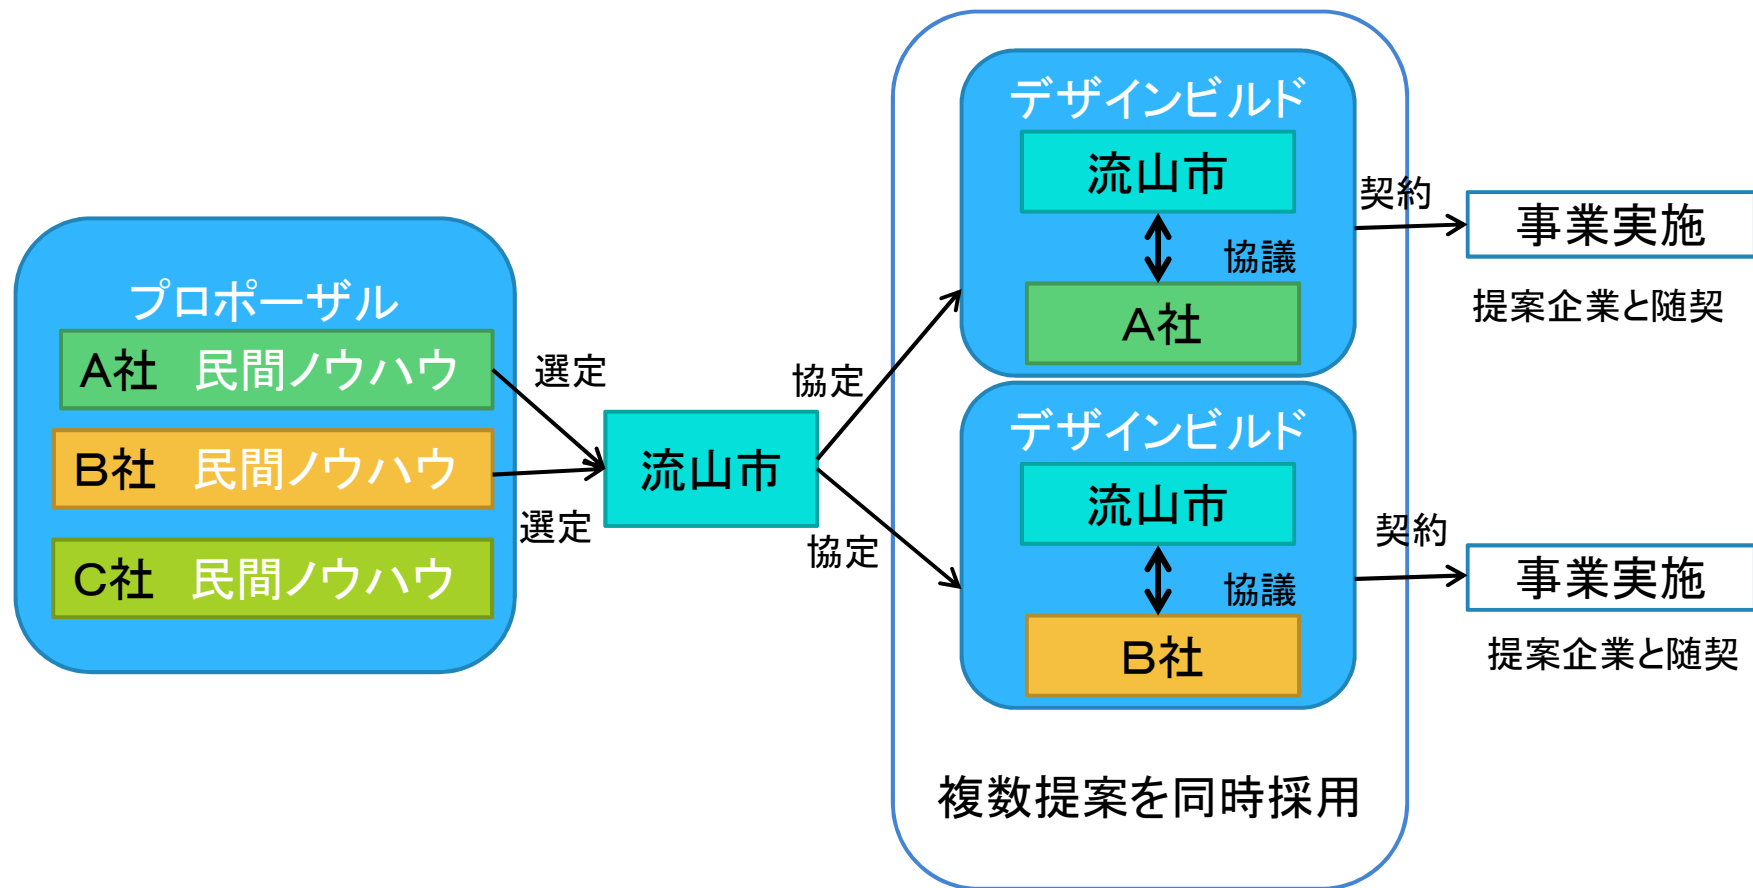 プロポーザル
A社 民間ノウハウ
B社 民間ノウハウ
C社 民間ノウハウ
選定
選定
流山市
協定
協定
デザインビルド
流山市
協議
A社
デザインビルド
流山市
協議
B社
複数提案を同時採用
契約
事業実施
提案企業と随契
契約
事業実施
提案企業と随契